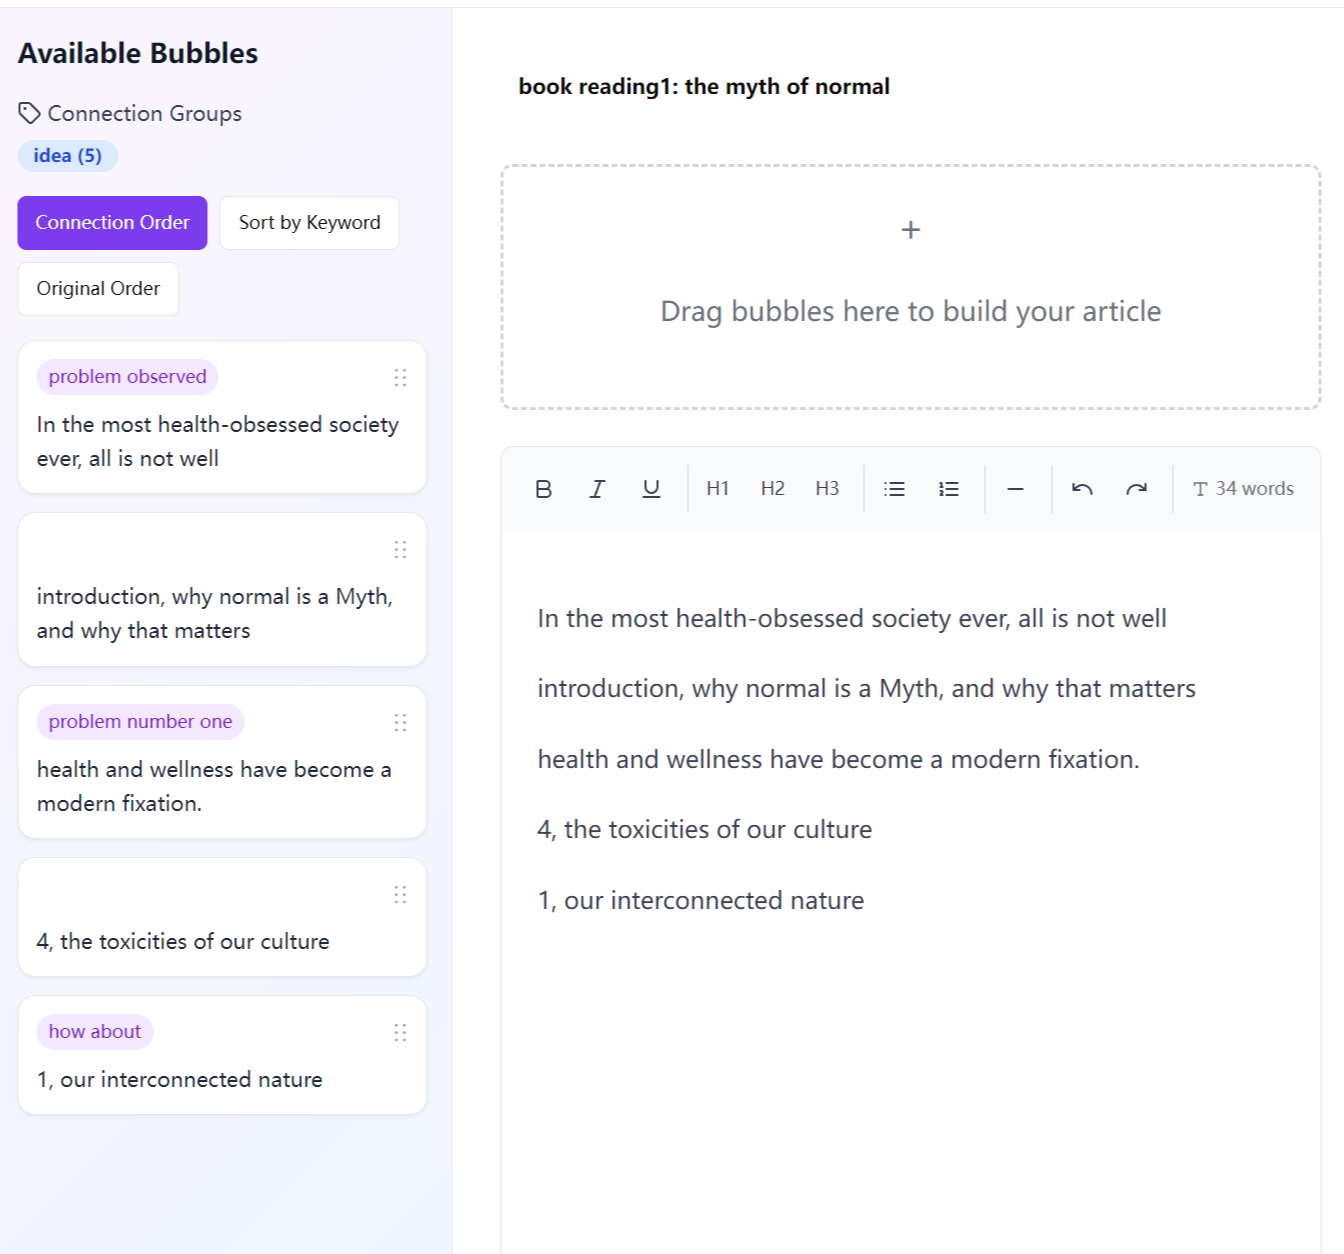 Available Bubbles
Connection Groups
idea (5)
Connection Order
Sort by Keyword
Original Order
problem observed
In the most health-obsessed society
ever, all is not well
introduction, why normal is a Myth,
and why that matters
problem number one
health and wellness have become a
modern fixation.
4, the toxicities of our culture
how about
1, our interconnected nature
book reading1: the myth of normal
+
Drag bubbles here to build your article
B I U H1 H2 H3 T 34 words
In the most health-obsessed society ever, all is not well
introduction, why normal is a Myth, and why that matters
health and wellness have become a modern fixation.
4, the toxicities of our culture
1, our interconnected nature